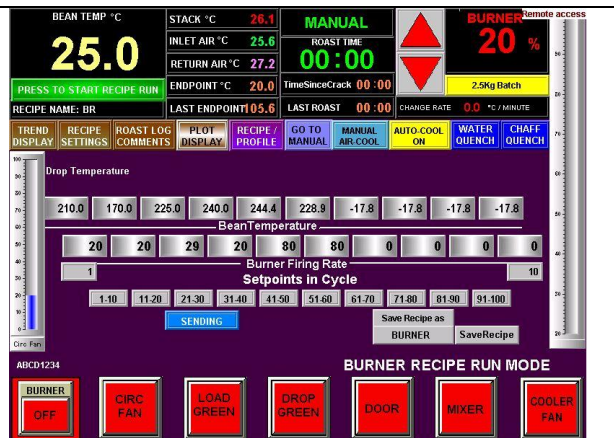 BEAN TEMP °C
25.0
PRESS TO START RECIPE RUN
RECIPE NAME: BR
STACK °C 26.1
INLET AIR °C 25.6
RETURN AIR °C 27.2
ENDPOINT °C 20.0
LAST ENDPOINT 105.6
MANUAL
ROAST TIME
00:00
TimeSinceCrack 00:00
LAST ROAST 00:00
BURNER
Remote access
20 %
2.5Kg Batch
CHANGE RATE 0.0 °C / MINUTE
TREND DISPLAY
RECIPE SETTINGS
ROAST LOG COMMENTS
PLOT DISPLAY
RECIPE / PROFILE
GO TO MANUAL
MANUAL AIR-COOL
AUTO-COOL ON
WATER QUENCH
CHAFF QUENCH
Drop Temperature
210.0 170.0 225.0 240.0 244.4 228.9 -17.8 -17.8 -17.8 -17.8
BeanTemperature
20 20 29 20 80 80 0 0 0 0
Burner Firing Rate
1 10
Setpoints in Cycle
1-10 11-20 21-30 31-40 41-50 51-60 61-70 71-80 81-90 91-100
SENDING
Save Recipe as
BURNER
SaveRecipe
Circ Fan
ABCD1234
BURNER RECIPE RUN MODE
BURNER
OFF
CIRC FAN
LOAD GREEN
DROP GREEN
DOOR
MIXER
COOLER FAN